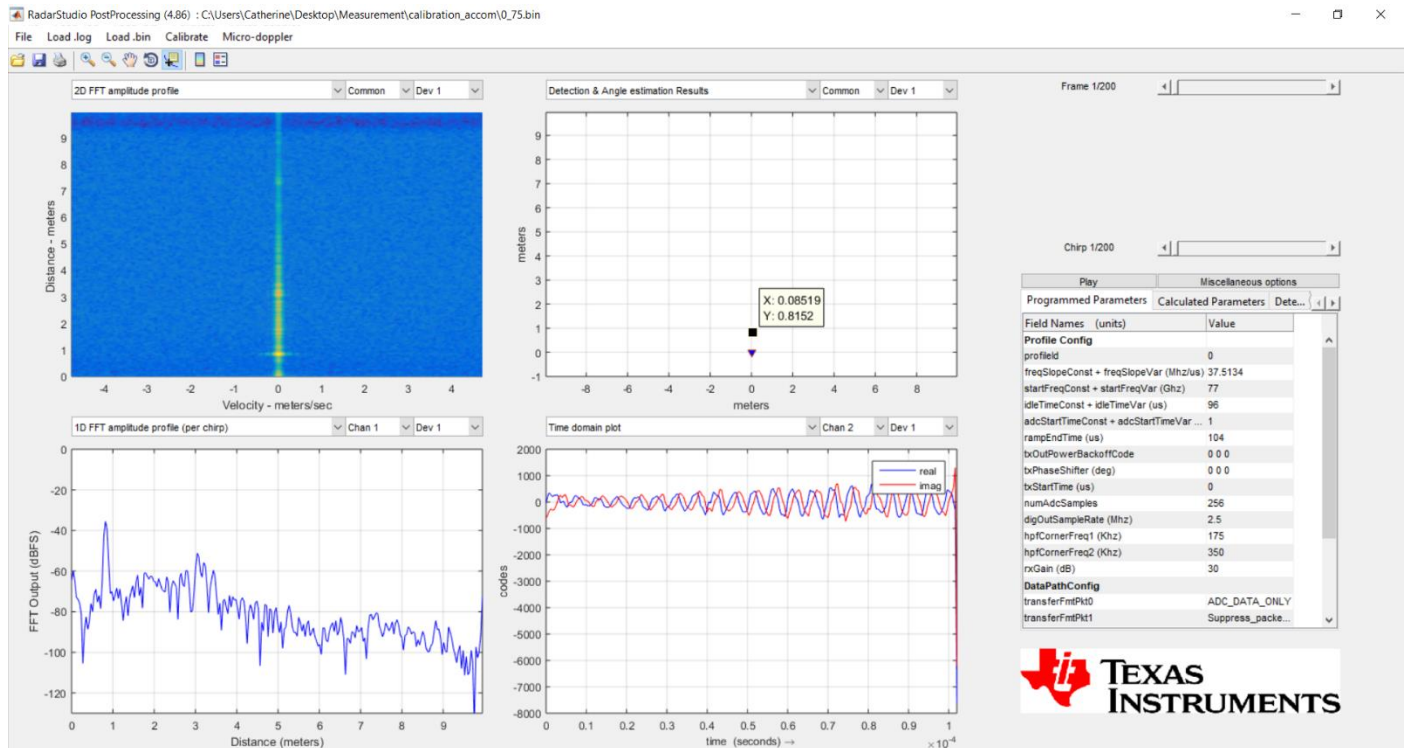 RadarStudio PostProcessing (4.86) : C:\Users\Catherine\Desktop\Measurement\calibration_accom\0_75.bin
File Load .log Load .bin Calibrate Micro-doppler
2D FFT amplitude profile Common Dev 1
Distance - meters
9
8
7
6
5
4
3
2
1
0
-4 -3 -2 -1 0 1 2 3 4
Velocity - meters/sec
Detection & Angle estimation Results Common Dev 1
meters
9
8
7
6
5
4
3
2
1
0
-1
X: 0.08519
Y: 0.8152
-8 -6 -4 -2 0 2 4 6 8
meters
1D FFT amplitude profile (per chirp) Chan 1 Dev 1
FFT Output (dBFS)
0
-20
-40
-60
-80
-100
-120
0 1 2 3 4 5 6 7 8 9
Distance (meters)
Time domain plot Chan 2 Dev 1
codes
2000
1000
0
-1000
-2000
-3000
-4000
-5000
-6000
-7000
-8000
real
imag
0 0.1 0.2 0.3 0.4 0.5 0.6 0.7 0.8 0.9 1
time (seconds) →
×10-4
Frame 1/200
Chirp 1/200
Play Miscellaneous options
Programmed Parameters Calculated Parameters Dete...
Field Names (units) Value
Profile Config
profileId 0
freqSlopeConst + freqSlopeVar (Mhz/us) 37.5134
startFreqConst + startFreqVar (Ghz) 77
idleTimeConst + idleTimeVar (us) 96
adcStartTimeConst + adcStartTimeVar ... 1
rampEndTime (us) 104
txOutPowerBackoffCode 0 0 0
txPhaseShifter (deg) 0 0 0
txStartTime (us) 0
numAdcSamples 256
digOutSampleRate (Mhz) 2.5
hpfCornerFreq1 (Khz) 175
hpfCornerFreq2 (Khz) 350
rxGain (dB) 30
DataPathConfig
transferFmtPkt0 ADC_DATA_ONLY
transferFmtPkt1 Suppress_packe...
TEXAS
INSTRUMENTS